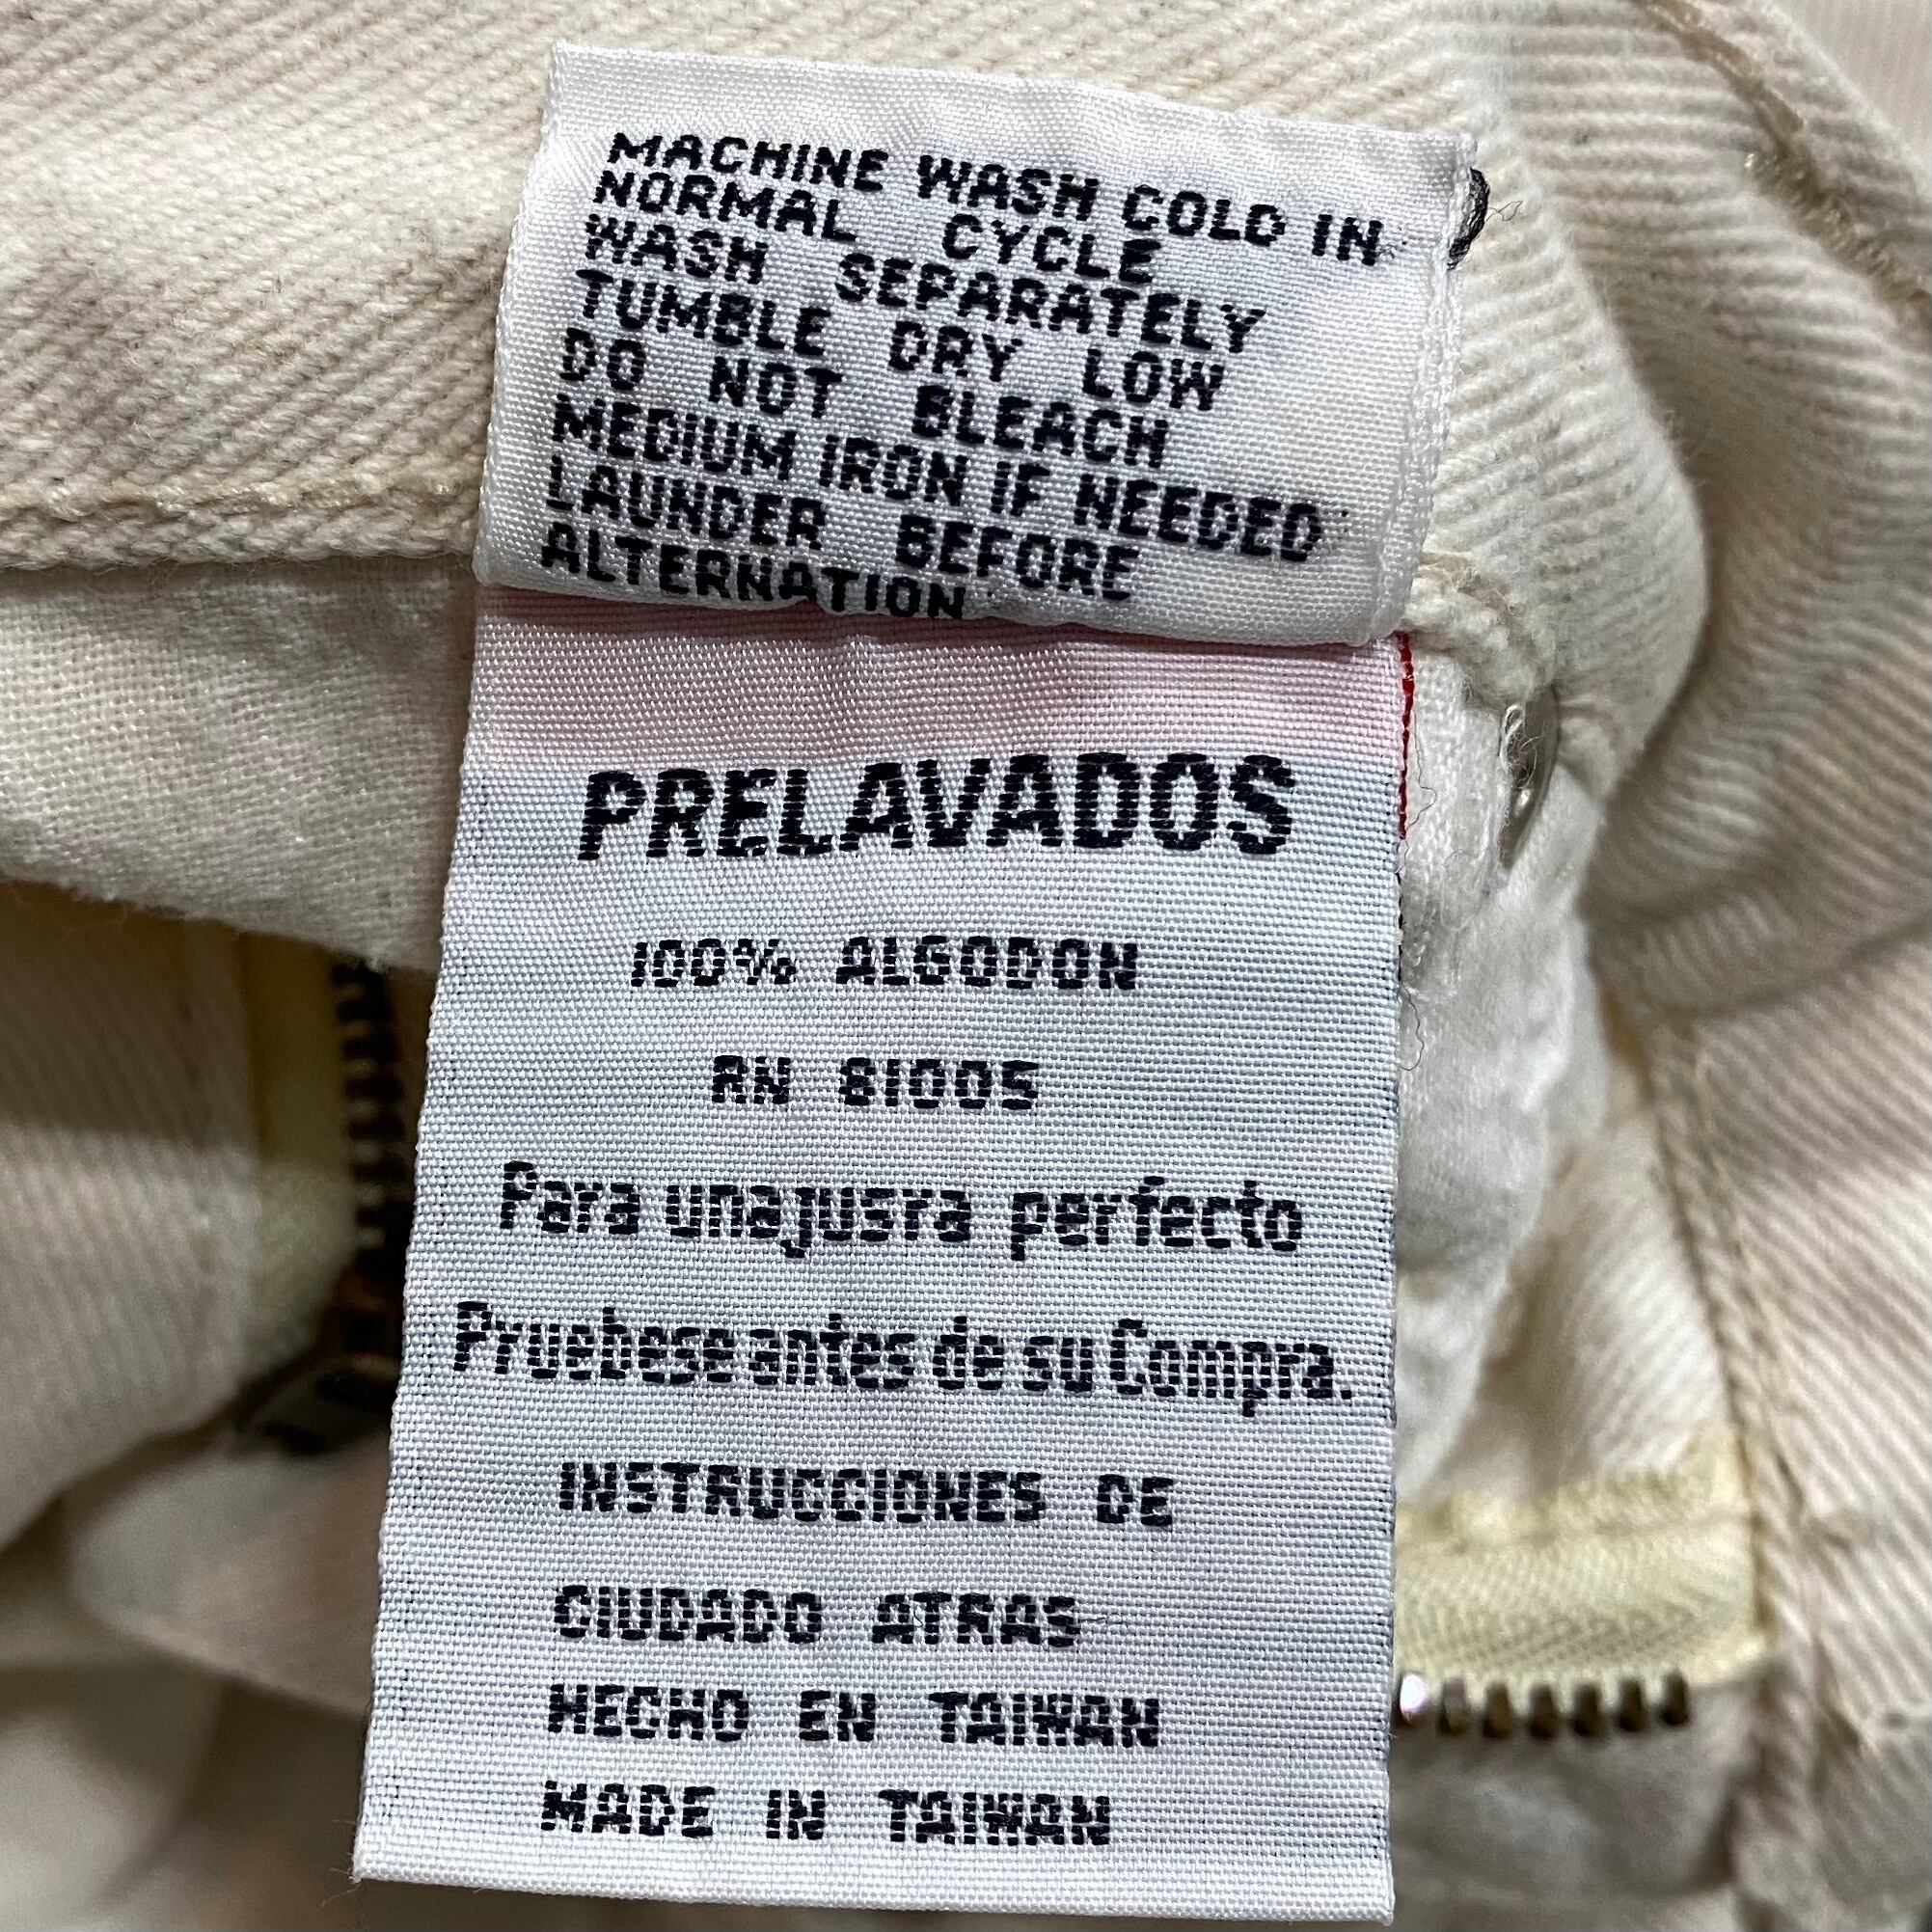 MACHINE WASH COLD IN
NORMAL CYCLE
WASH SEPARATELY
TUMBLE DRY LOW
DO NOT BLEACH
MEDIUM IRON IF NEEDED
LAUNDER BEFORE
ALTERNATION
PRELAVADOS
100% ALGODON
RN 81005
Para unajusra perfecto
Pruebese antes de su Compra.
INSTRUCCIONES DE
CIUDADO ATRAS
HECHO EN TAIWAN
MADE IN TAIWAN